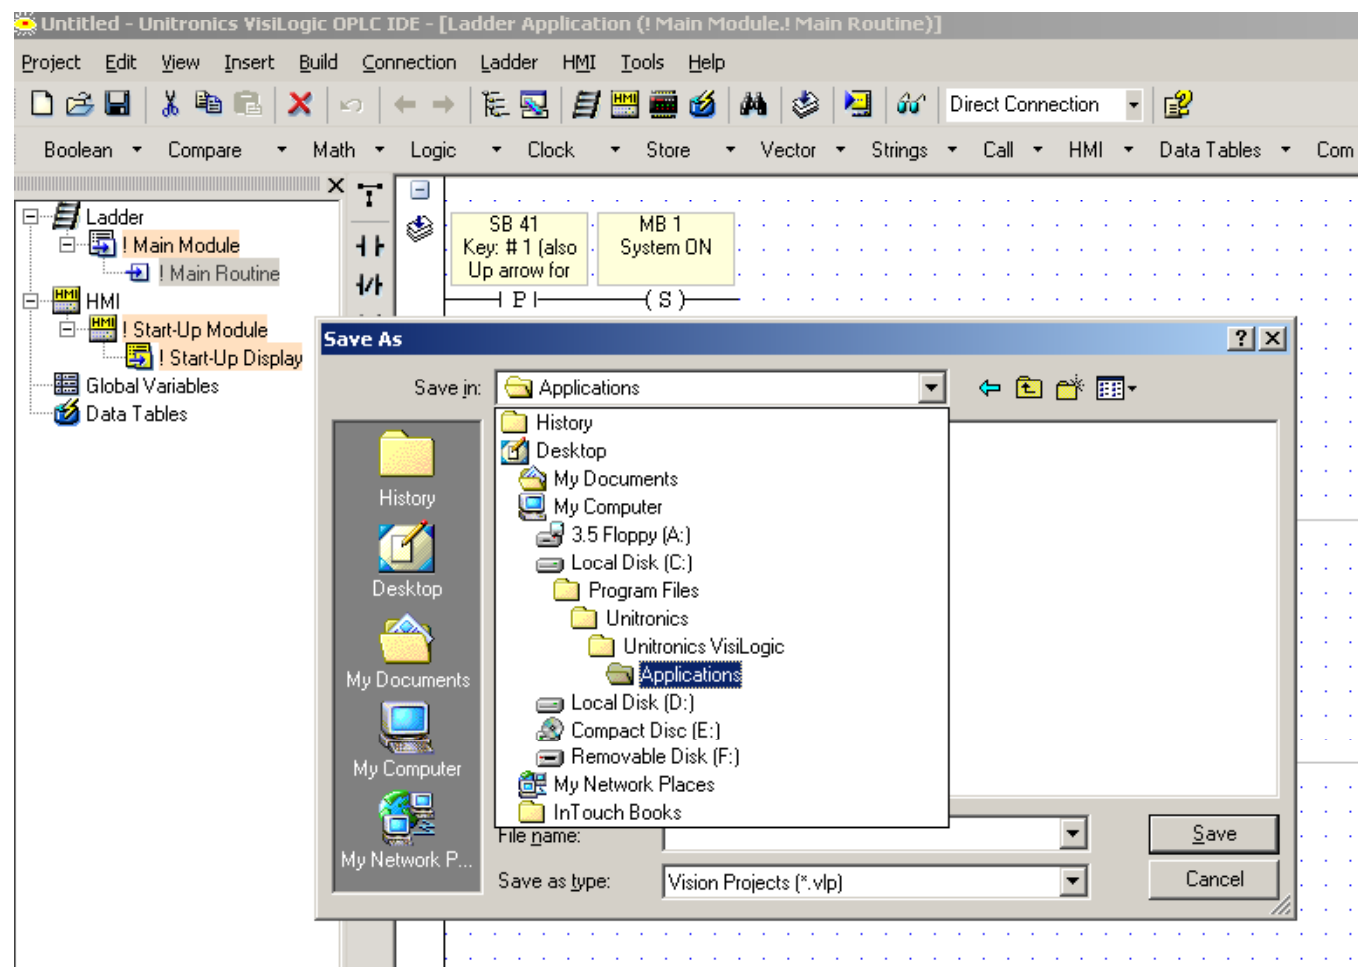 Untitled - Unitronics VisiLogic OPLC IDE - [Ladder Application (! Main Module.! Main Routine)]
Project Edit View Insert Build Connection Ladder HMI Tools Help
HMI Direct Connection
Boolean Compare Math Logic Clock Store Vector Strings Call HMI Data Tables Com
Ladder
! Main Module
! Main Routine
HMI HMI
HMI ! Start-Up Module
! Start-Up Display
Global Variables
Data Tables
SB 41
Key: # 1 (also
Up arrow for
MB 1
System ON
P
S
Save As
Save in: Applications
History
Desktop
My Documents
My Computer
My Network P...
History
Desktop
My Documents
My Computer
3.5 Floppy (A:)
Local Disk (C:)
Program Files
Unitronics
Unitronics VisiLogic
Applications
Local Disk (D:)
Compact Disc (E:)
Removable Disk (F:)
My Network Places
InTouch Books
File name: Save
Save as type: Vision Projects (*.vlp) Cancel